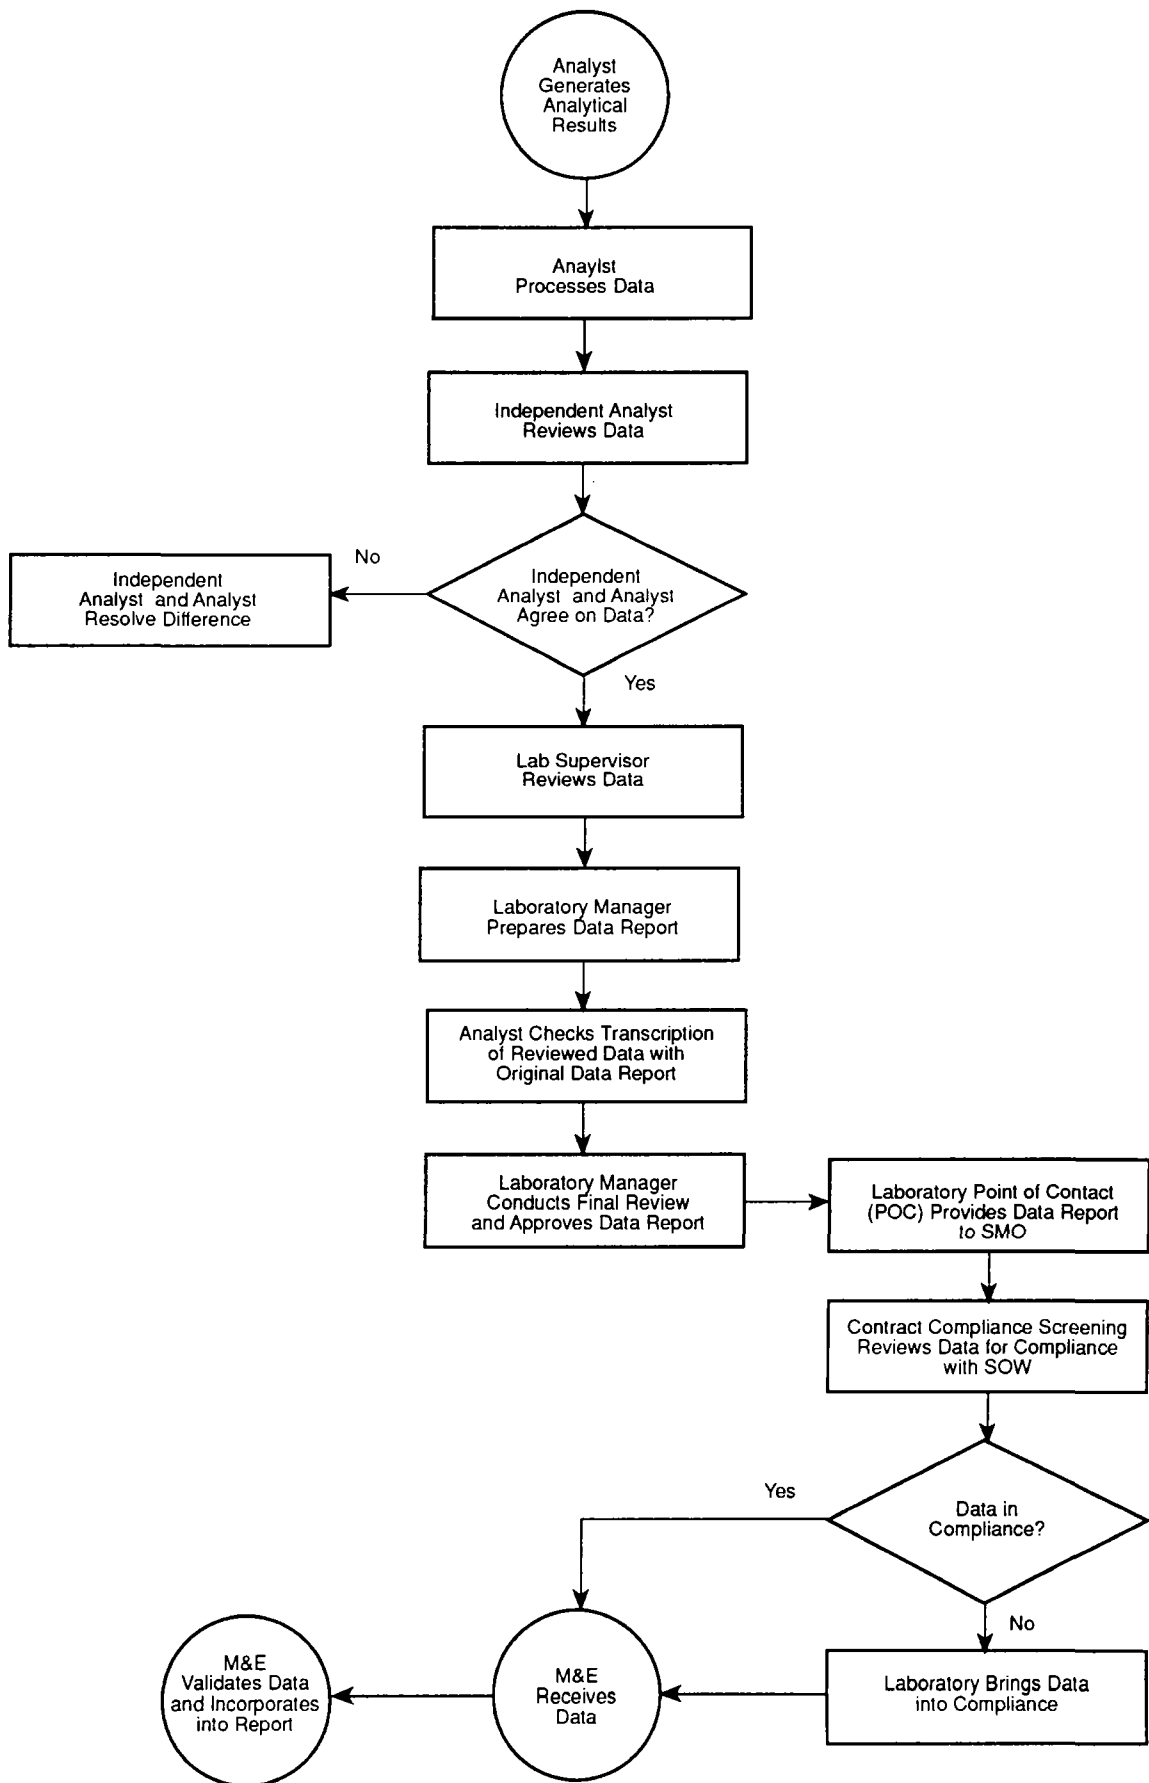 Analyst
Generates
Analytical
Results
Anaylst
Processes Data
Independent Analyst
Reviews Data
No
Independent
Analyst and Analyst
Resolve Difference
Independent
Analyst and Analyst
Agree on Data?
Yes
Lab Supervisor
Reviews Data
Laboratory Manager
Prepares Data Report
Analyst Checks Transcription
of Reviewed Data with
Original Data Report
Laboratory Manager
Conducts Final Review
and Approves Data Report
Laboratory Point of Contact
(POC) Provides Data Report
to SMO
Contract Compliance Screening
Reviews Data for Compliance
with SOW
Yes
Data in
Compliance?
No
Laboratory Brings Data
into Compliance
M&E
Receives
Data
M&E
Validates Data
and Incorporates
into Report